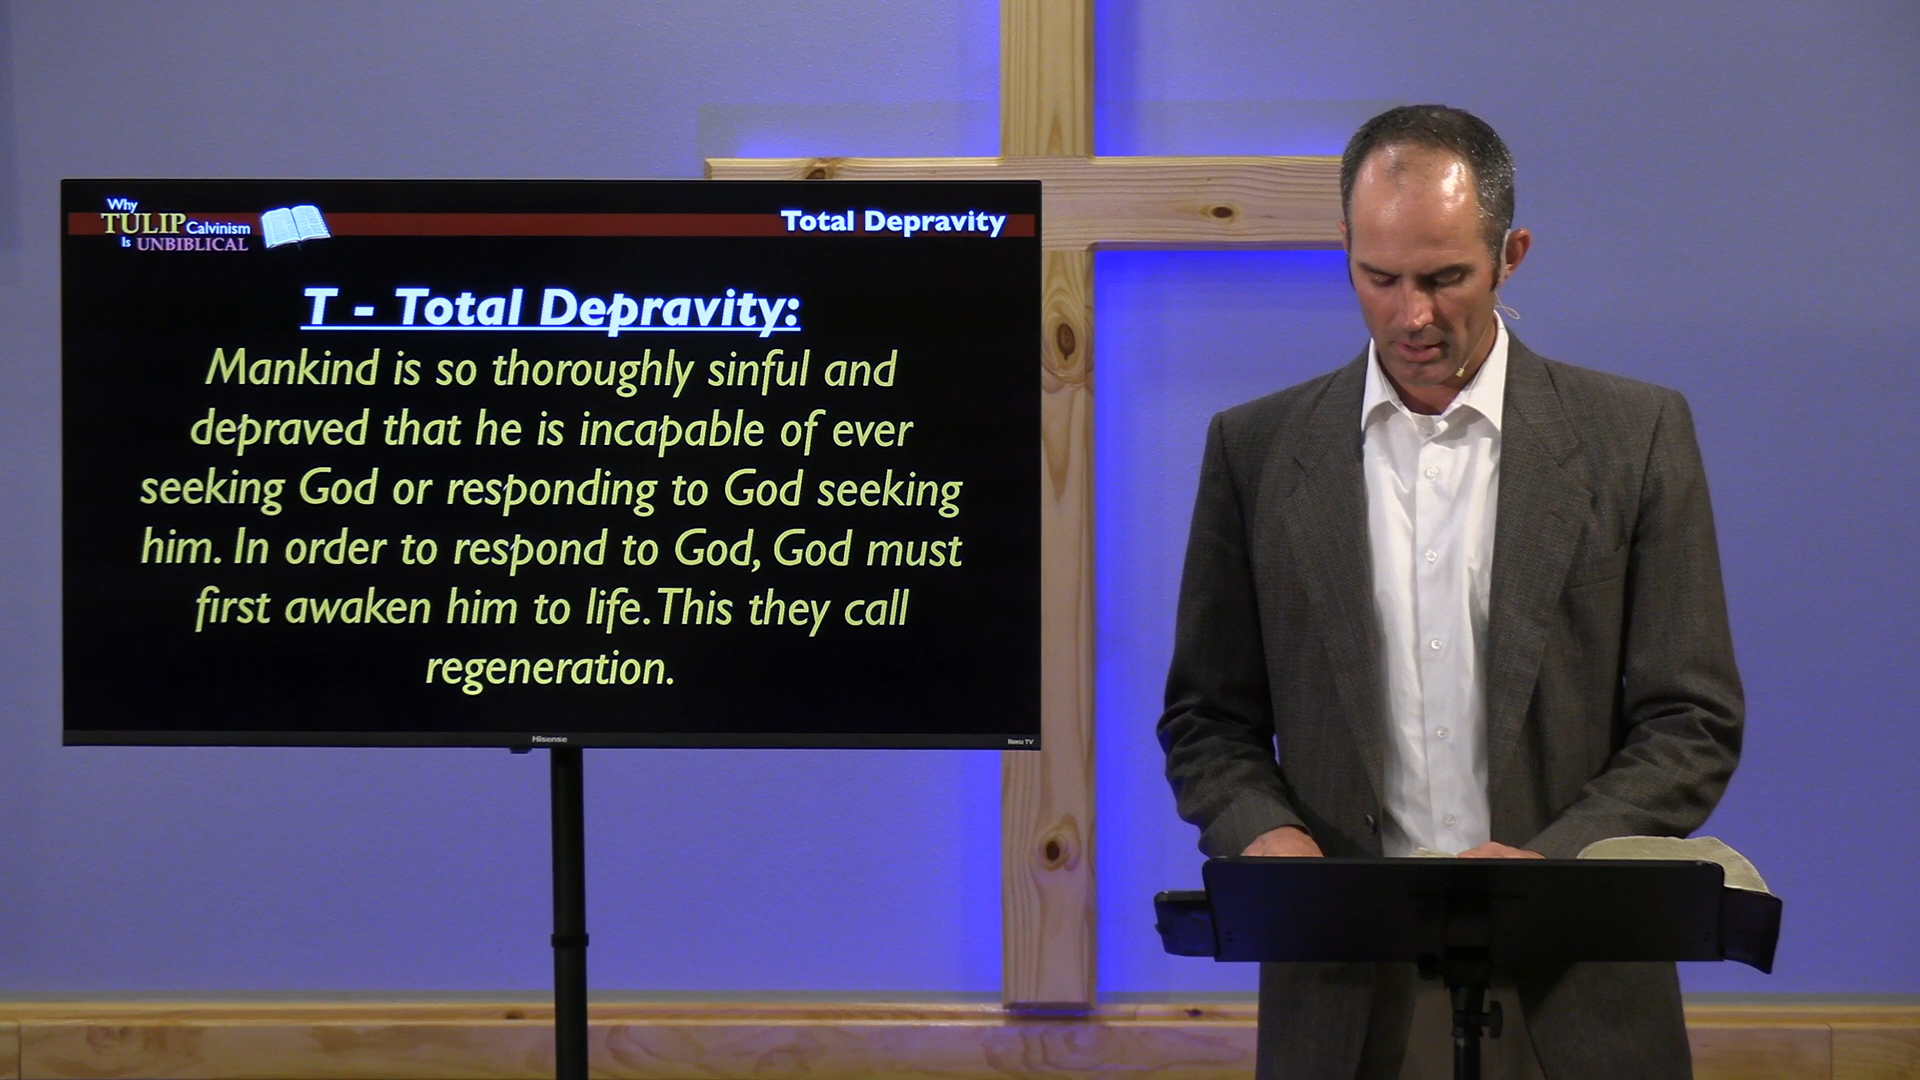 Why
TULIP Calvinism
Is UNBIBLICAL
Total Depravity
T - Total Depravity:
Mankind is so thoroughly sinful and
depraved that he is incapable of ever
seeking God or responding to God seeking
him. In order to respond to God, God must
first awaken him to life. This they call
regeneration.
Hisense
Roku TV